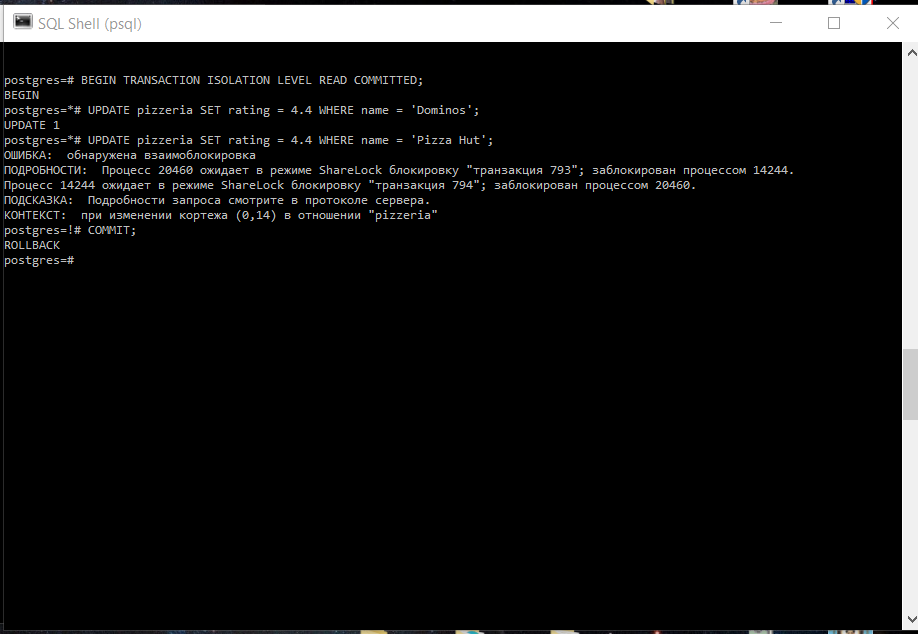 SQL Shell (psql)
postgres=# BEGIN TRANSACTION ISOLATION LEVEL READ COMMITTED;
BEGIN
postgres=*# UPDATE pizzeria SET rating = 4.4 WHERE name = 'Dominos';
UPDATE 1
postgres=*# UPDATE pizzeria SET rating = 4.4 WHERE name = 'Pizza Hut';
ОШИБКА:  обнаружена взаимоблокировка
ПОДРОБНОСТИ:  Процесс 20460 ожидает в режиме ShareLock блокировку "транзакция 793"; заблокирован процессом 14244.
Процесс 14244 ожидает в режиме ShareLock блокировку "транзакция 794"; заблокирован процессом 20460.
ПОДСКАЗКА:  Подробности запроса смотрите в протоколе сервера.
КОНТЕКСТ:  при изменении кортежа (0,14) в отношении "pizzeria"
postgres=!# COMMIT;
ROLLBACK
postgres=#